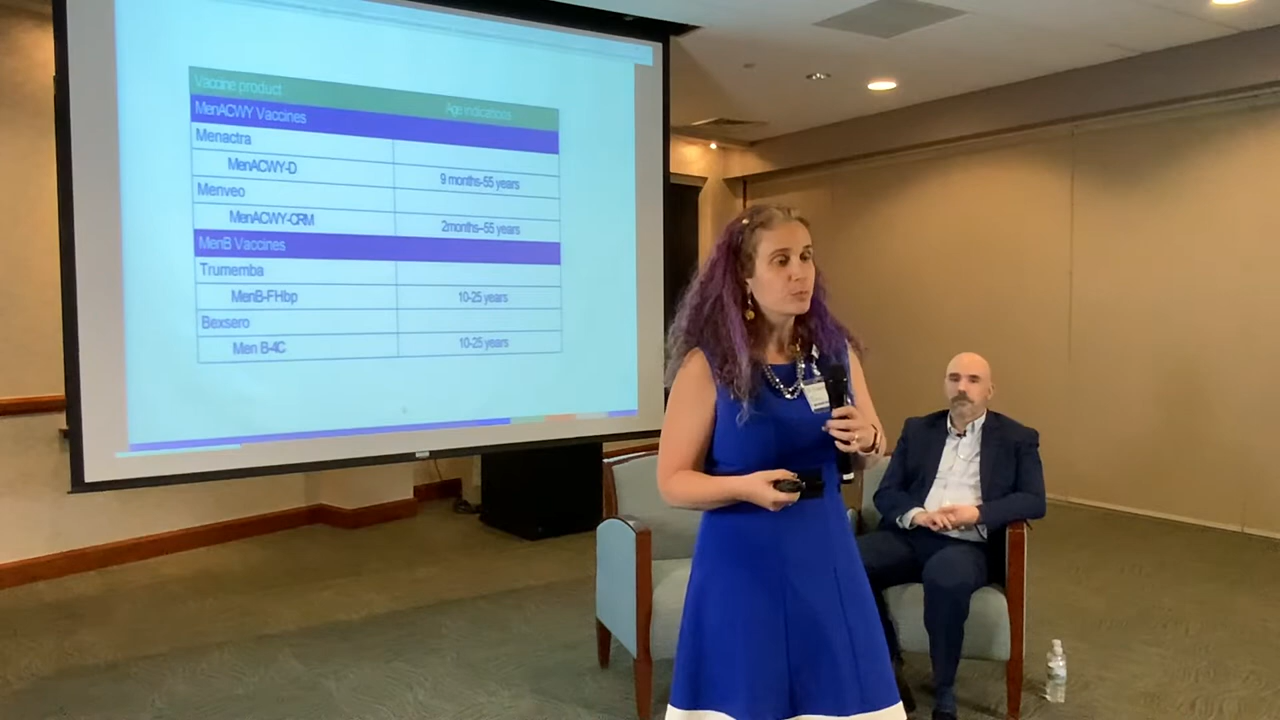 Vaccine product
Age indications
MenACWY Vaccines
Menactra
MenACWY-D
9 months-55 years
Menveo
MenACWY-CRM
2months–55 years
MenB Vaccines
Trumemba
MenB-FHbp
10-25 years
Bexsero
Men B-4C
10-25 years